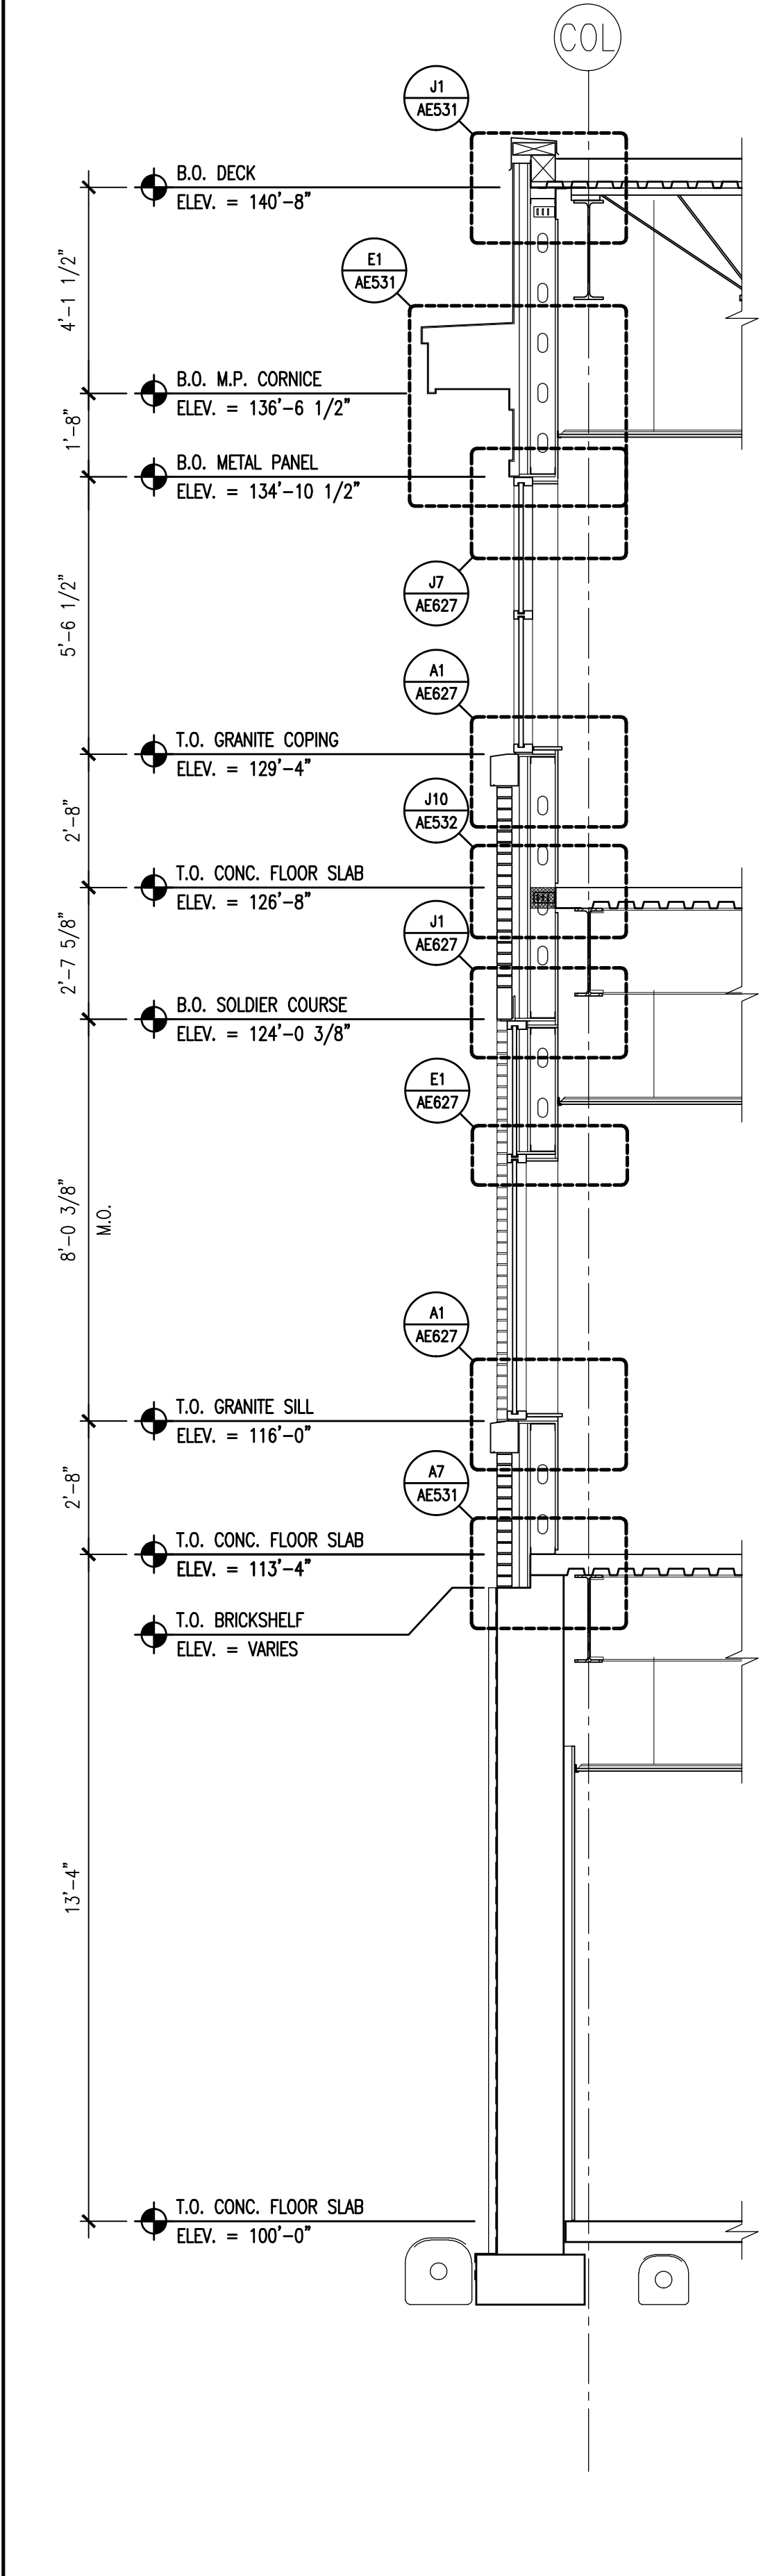 COL
J1
AE531
B.O. DECK
ELEV. = 140'-8"
4'-1 1/2"
E1
AE531
B.O. M.P. CORNICE
ELEV. = 136'-6 1/2"
1'-8"
B.O. METAL PANEL
ELEV. = 134'-10 1/2"
J7
AE627
5'-6 1/2"
A1
AE627
T.O. GRANITE COPING
ELEV. = 129'-4"
J10
AE532
2'-8"
T.O. CONC. FLOOR SLAB
ELEV. = 126'-8"
J1
AE627
2'-7 5/8"
B.O. SOLDIER COURSE
ELEV. = 124'-0 3/8"
E1
AE627
8'-0 3/8"
M.O.
A1
AE627
T.O. GRANITE SILL
ELEV. = 116'-0"
A7
AE531
2'-8"
T.O. CONC. FLOOR SLAB
ELEV. = 113'-4"
T.O. BRICKSHELF
ELEV. = VARIES
13'-4"
T.O. CONC. FLOOR SLAB
ELEV. = 100'-0"